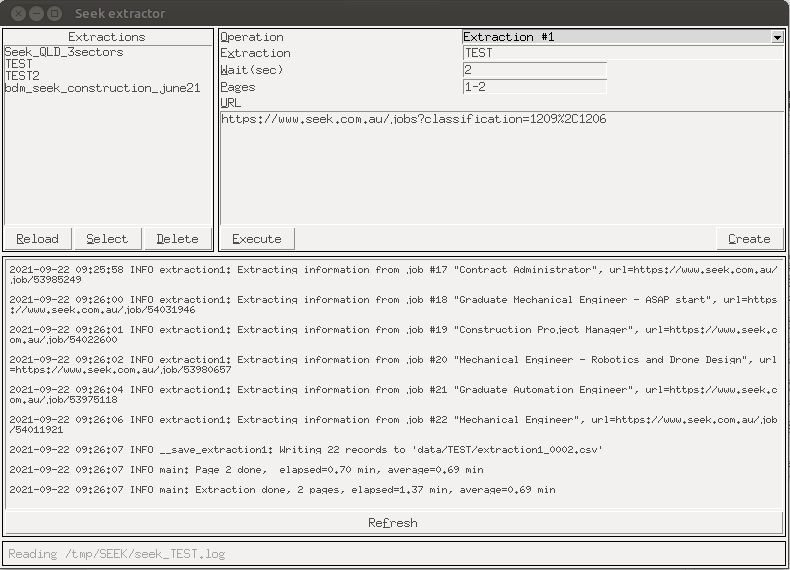 Seek extractor
Extractions
Seek_QLD_3sectors
TEST
TEST2
bdm_seek_construction_june21
Reload Select Delete
Operation Extraction #1
Extraction TEST
Wait(sec) 2
Pages 1-2
URL
https://www.seek.com.au/jobs?classification=1209%2C1206
Execute Create
2021-09-22 09:25:58 INFO extraction1: Extracting information from job #17 "Contract Administrator", url=https://www.seek.com.au/
job/53985249
2021-09-22 09:26:00 INFO extraction1: Extracting information from job #18 "Graduate Mechanical Engineer - ASAP start", url=https
://www.seek.com.au/job/54031946
2021-09-22 09:26:01 INFO extraction1: Extracting information from job #19 "Construction Project Manager", url=https://www.seek.c
om.au/job/54022600
2021-09-22 09:26:02 INFO extraction1: Extracting information from job #20 "Mechanical Engineer - Robotics and Drone Design", url
=https://www.seek.com.au/job/53980657
2021-09-22 09:26:04 INFO extraction1: Extracting information from job #21 "Graduate Automation Engineer", url=https://www.seek.c
om.au/job/53975118
2021-09-22 09:26:06 INFO extraction1: Extracting information from job #22 "Mechanical Engineer", url=https://www.seek.com.au/job
/54011921
2021-09-22 09:26:07 INFO __save_extraction1: Writing 22 records to 'data/TEST/extraction1_0002.csv'
2021-09-22 09:26:07 INFO main: Page 2 done,  elapsed=0.70 min, average=0.69 min
2021-09-22 09:26:07 INFO main: Extraction done, 2 pages, elapsed=1.37 min, average=0.69 min
Refresh
Reading /tmp/SEEK/seek_TEST.log